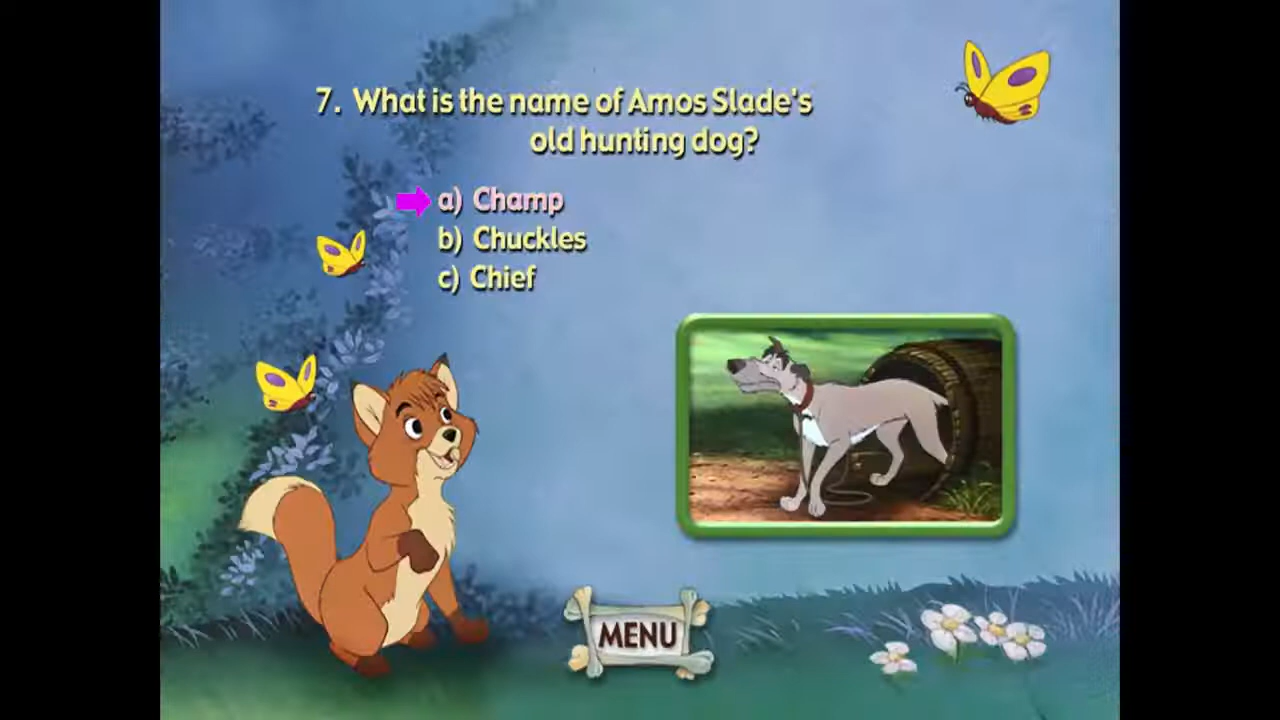 7. What is the name of Amos Slade's
old hunting dog?
a) Champ
b) Chuckles
c) Chief
MENU